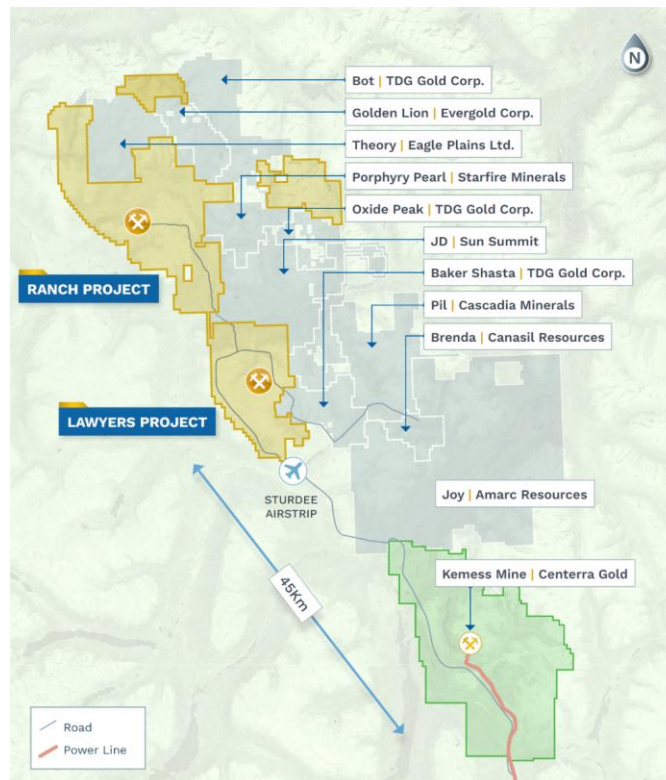 N
Bot | TDG Gold Corp.
Golden Lion | Evergold Corp.
Theory | Eagle Plains Ltd.
Porphyry Pearl | Starfire Minerals
Oxide Peak | TDG Gold Corp.
JD | Sun Summit
Baker Shasta | TDG Gold Corp.
RANCH PROJECT
Pil | Cascadia Minerals
Brenda | Canasil Resources
LAWYERS PROJECT
STURDEE
AIRSTRIP
Joy | Amarc Resources
Kemess Mine | Centerra Gold
45Km
Road
Power Line